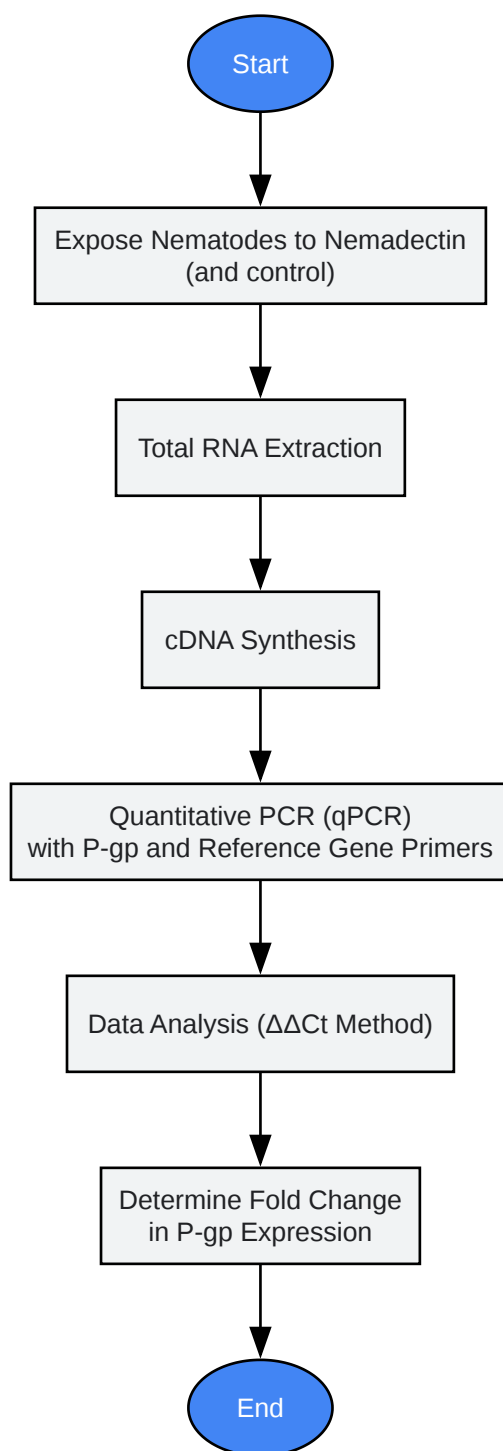 Start
Expose Nematodes to Nemadectin
(and control)
Total RNA Extraction
cDNA Synthesis
Quantitative PCR (qPCR)
with P-gp and Reference Gene Primers
Data Analysis (ΔΔCt Method)
Determine Fold Change
in P-gp Expression
End